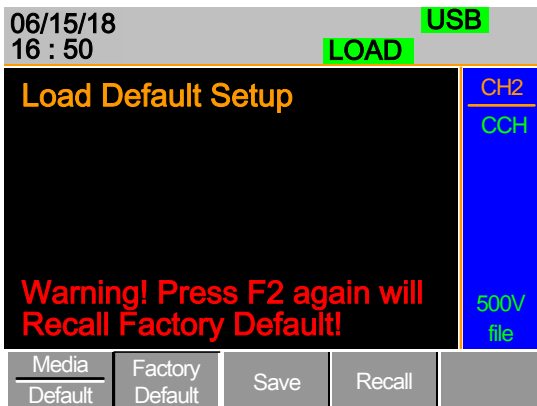 06/15/18
USB
16 : 50
LOAD
Load Default Setup
CH2
CCH
Warning! Press F2 again will
Recall Factory Default!
500V
file
Media
Default
Factory
Default
Save
Recall